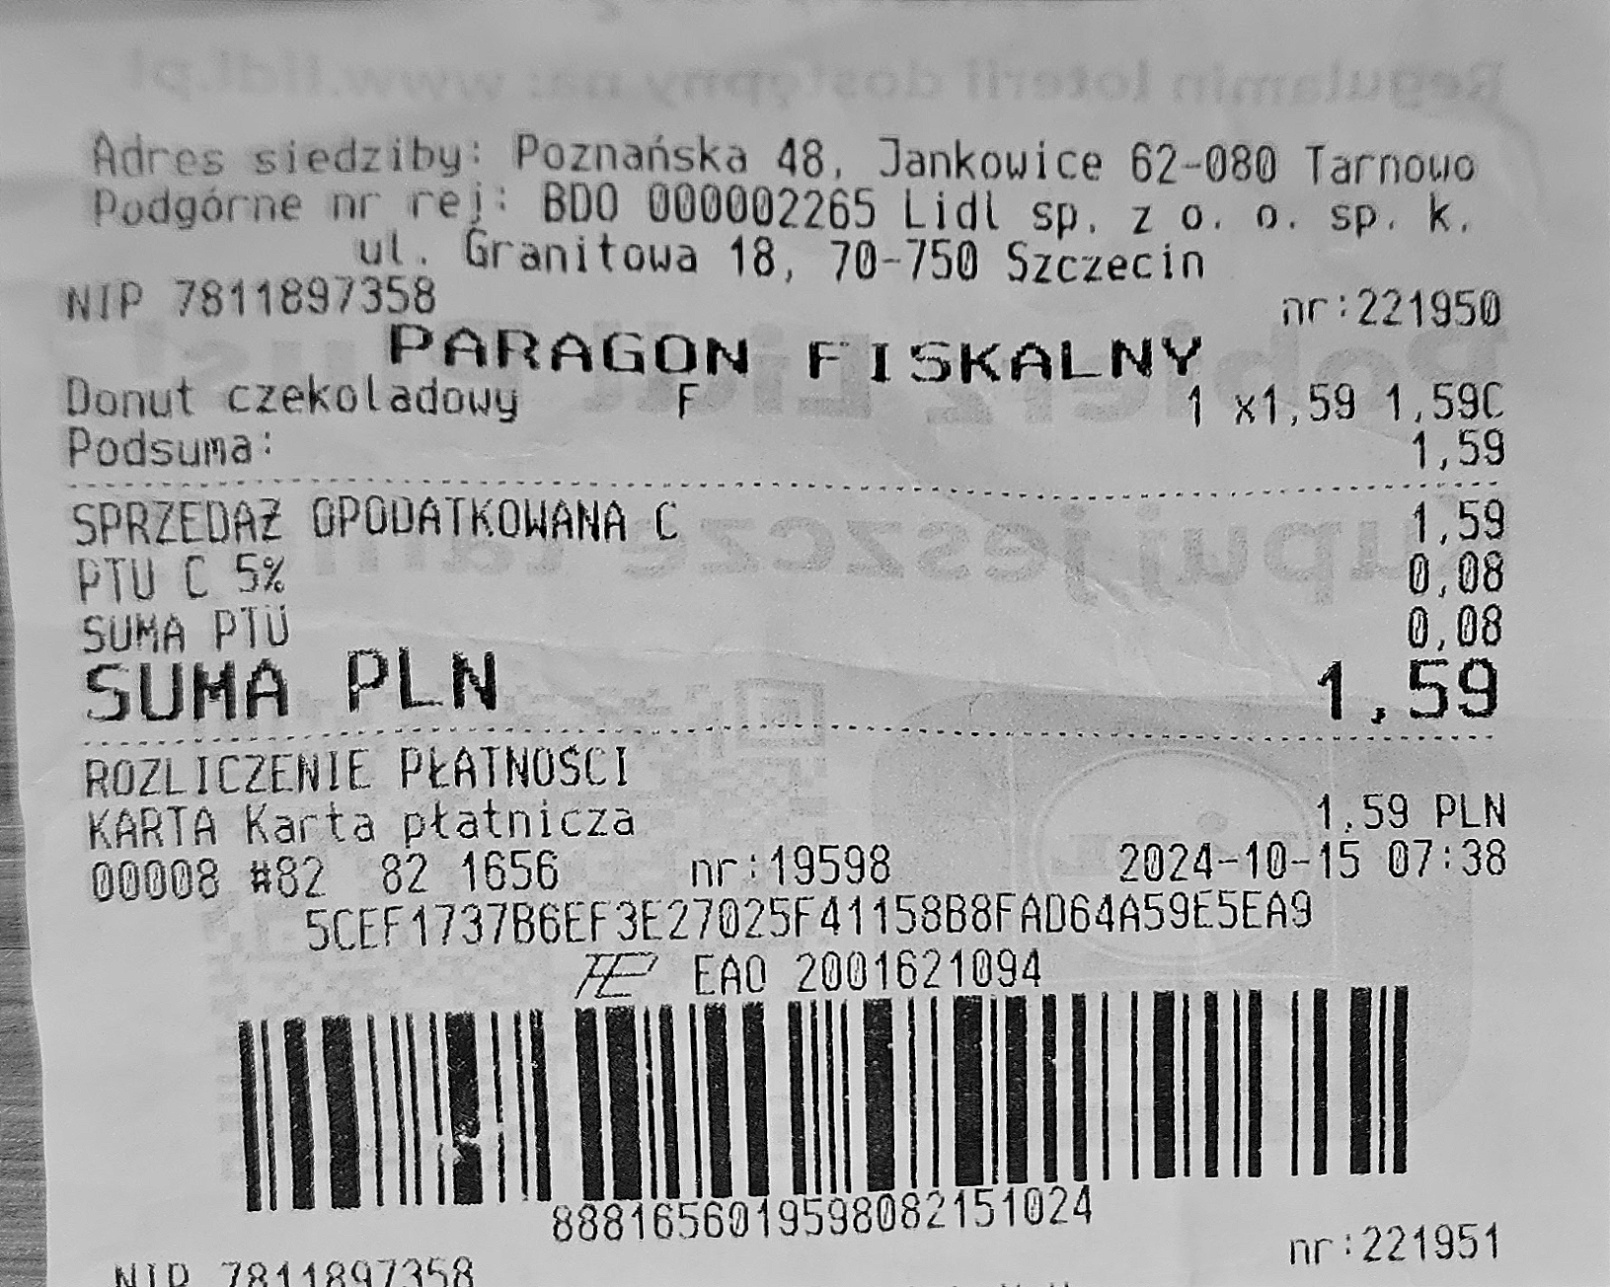 Regulamin loterii dostępny na: www.lidl.pl
Adres siedziby: Poznańska 48, Jankowice 62-080 Tarnowo
Podgórne nr rej: BDO 000002265 Lidl sp. z o. o. sp. k.
ul. Granitowa 18, 70-750 Szczecin
NIP 7811897358 nr:221950
PARAGON FISKALNY
Donut czekoladowy F 1 x1,59 1,59C
Podsuma: 1,59
SPRZEDAŻ OPODATKOWANA C 1,59
PTU C 5% 0,08
SUMA PTU 0,08
SUMA PLN 1,59
ROZLICZENIE PŁATNOŚCI
KARTA Karta płatnicza 1,59 PLN
00008 #82 82 1656 nr:19598 2024-10-15 07:38
5CEF1737B6EF3E27025F41158B8FAD64A59E5EA9
EAO 2001621094
88816560195980821​51024
NIP 7811897358 nr:221951